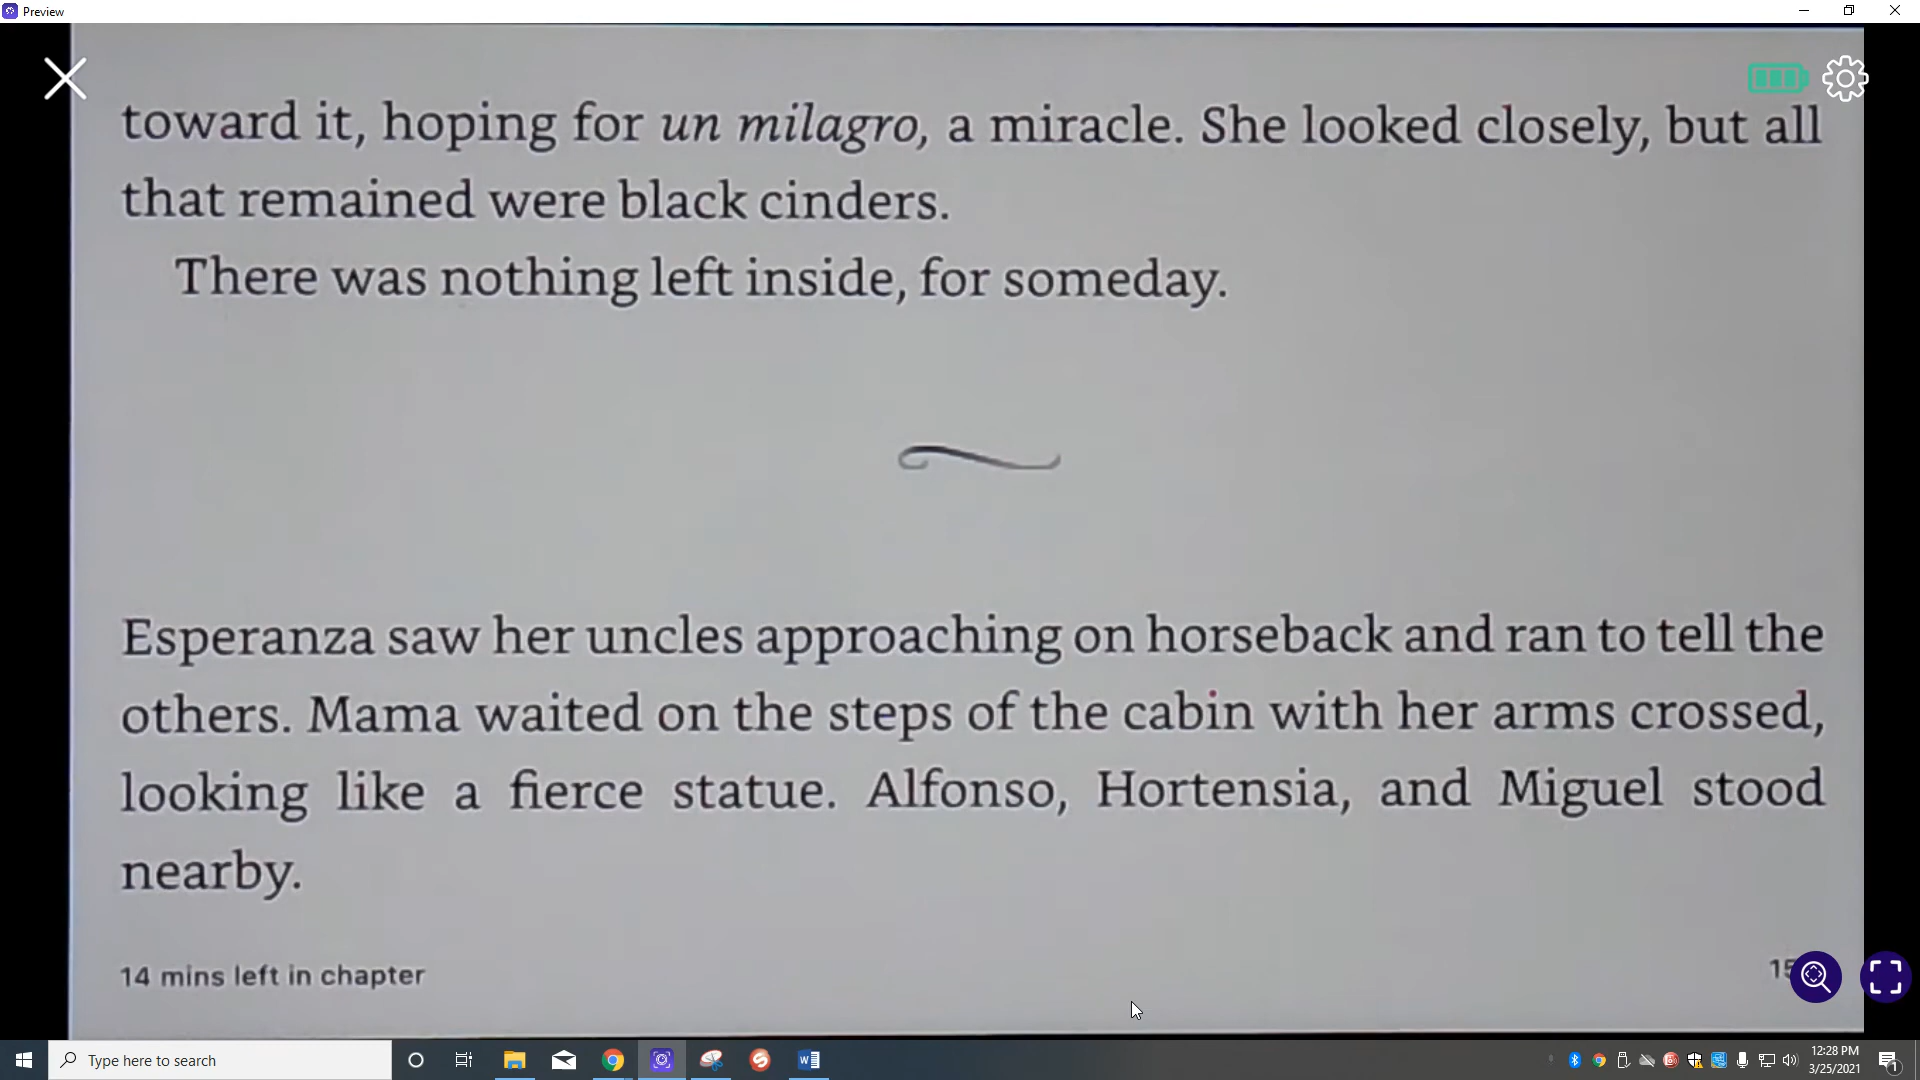 Preview
toward it, hoping for un milagro, a miracle. She looked closely, but all
that remained were black cinders.
There was nothing left inside, for someday.
Esperanza saw her uncles approaching on horseback and ran to tell the
others. Mama waited on the steps of the cabin with her arms crossed,
looking like a fierce statue. Alfonso, Hortensia, and Miguel stood
nearby.
14 mins left in chapter
Type here to search
12:28 PM
3/25/2021